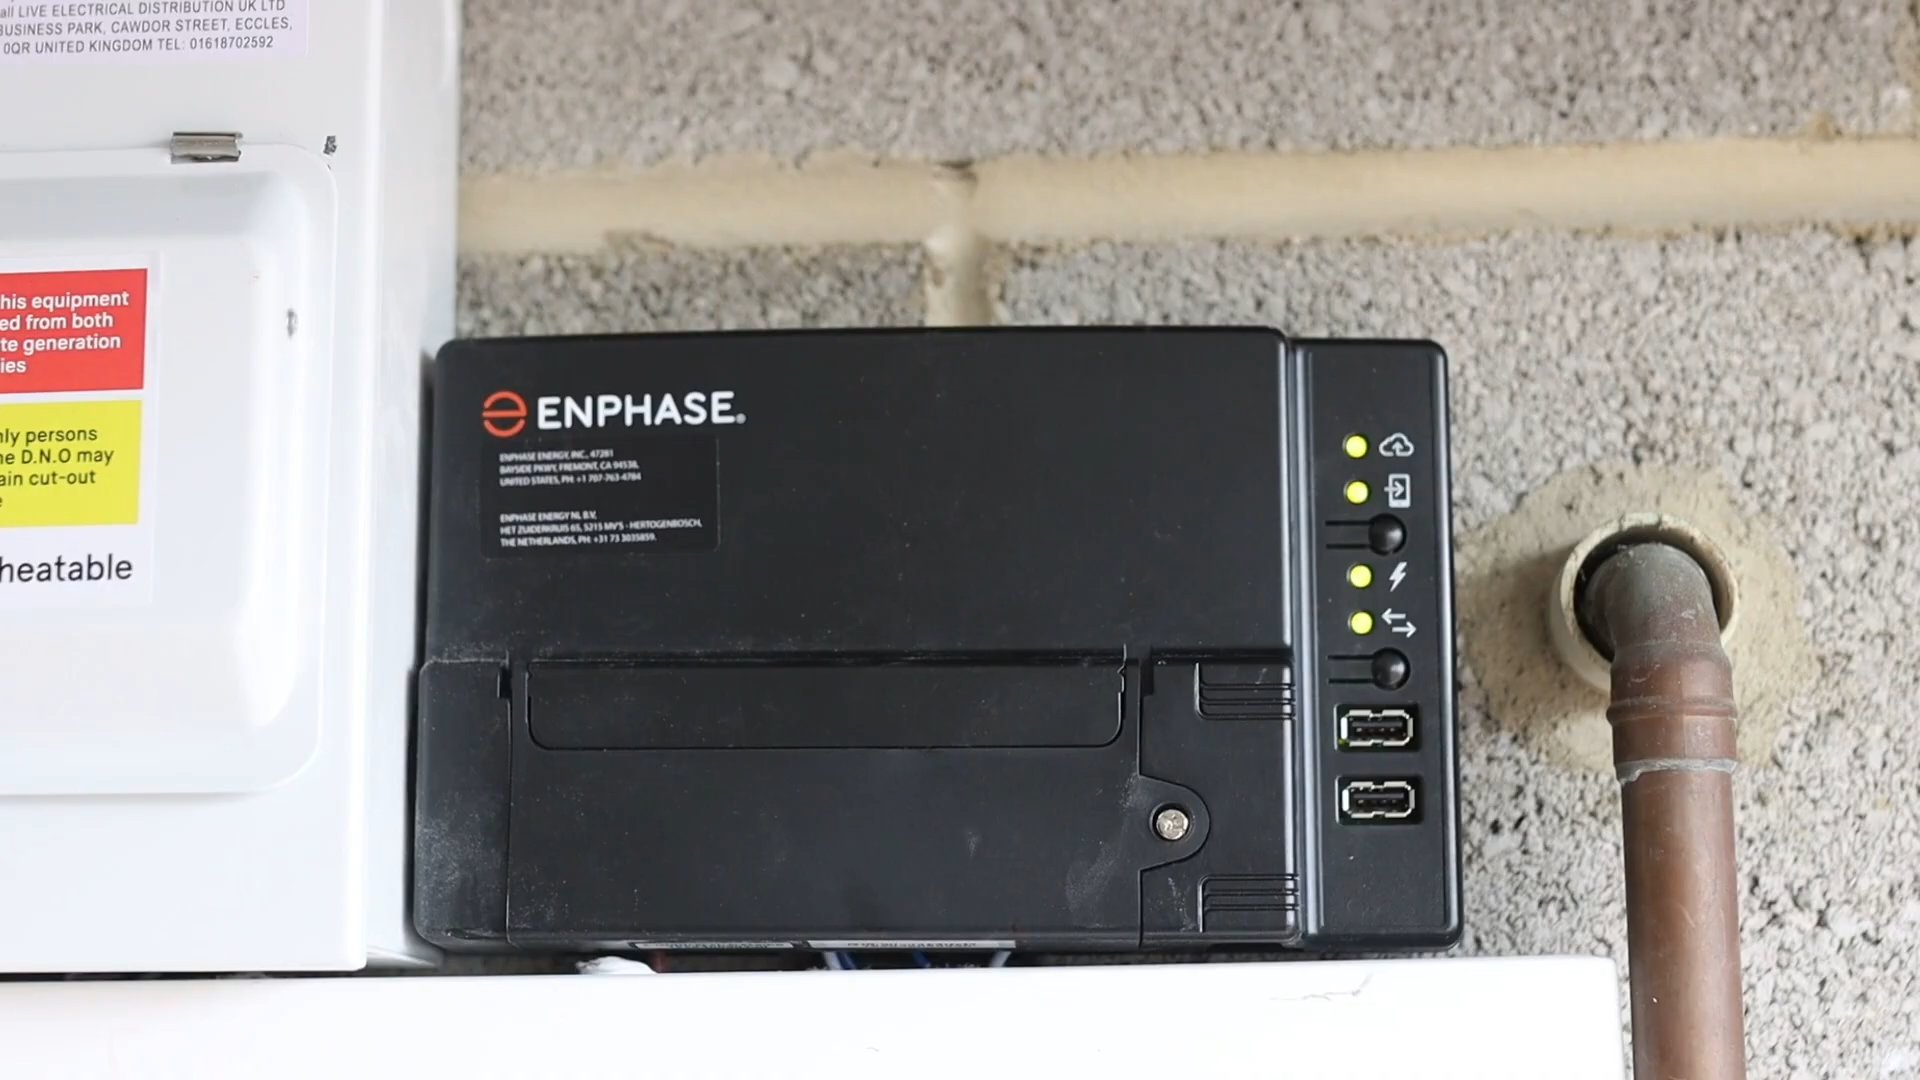 all LIVE ELECTRICAL DISTRIBUTION UK LTD
BUSINESS PARK, CAWDOR STREET, ECCLES,
0QR UNITED KINGDOM TEL: 01618702592
his equipment
ed from both
te generation
ies
nly persons
he D.N.O may
ain cut-out
e
heatable
ENPHASE
ENPHASE ENERGY, INC., 47281
BAYSIDE PKWY, FREMONT, CA 94538,
UNITED STATES, PH: +1 707-763-4784
ENPHASE ENERGY NL B.V.
HET ZUIDERKRUIS 65, 5215 MV'S - HERTOGENBOSCH,
THE NETHERLANDS, PH: +31 73 3035859.